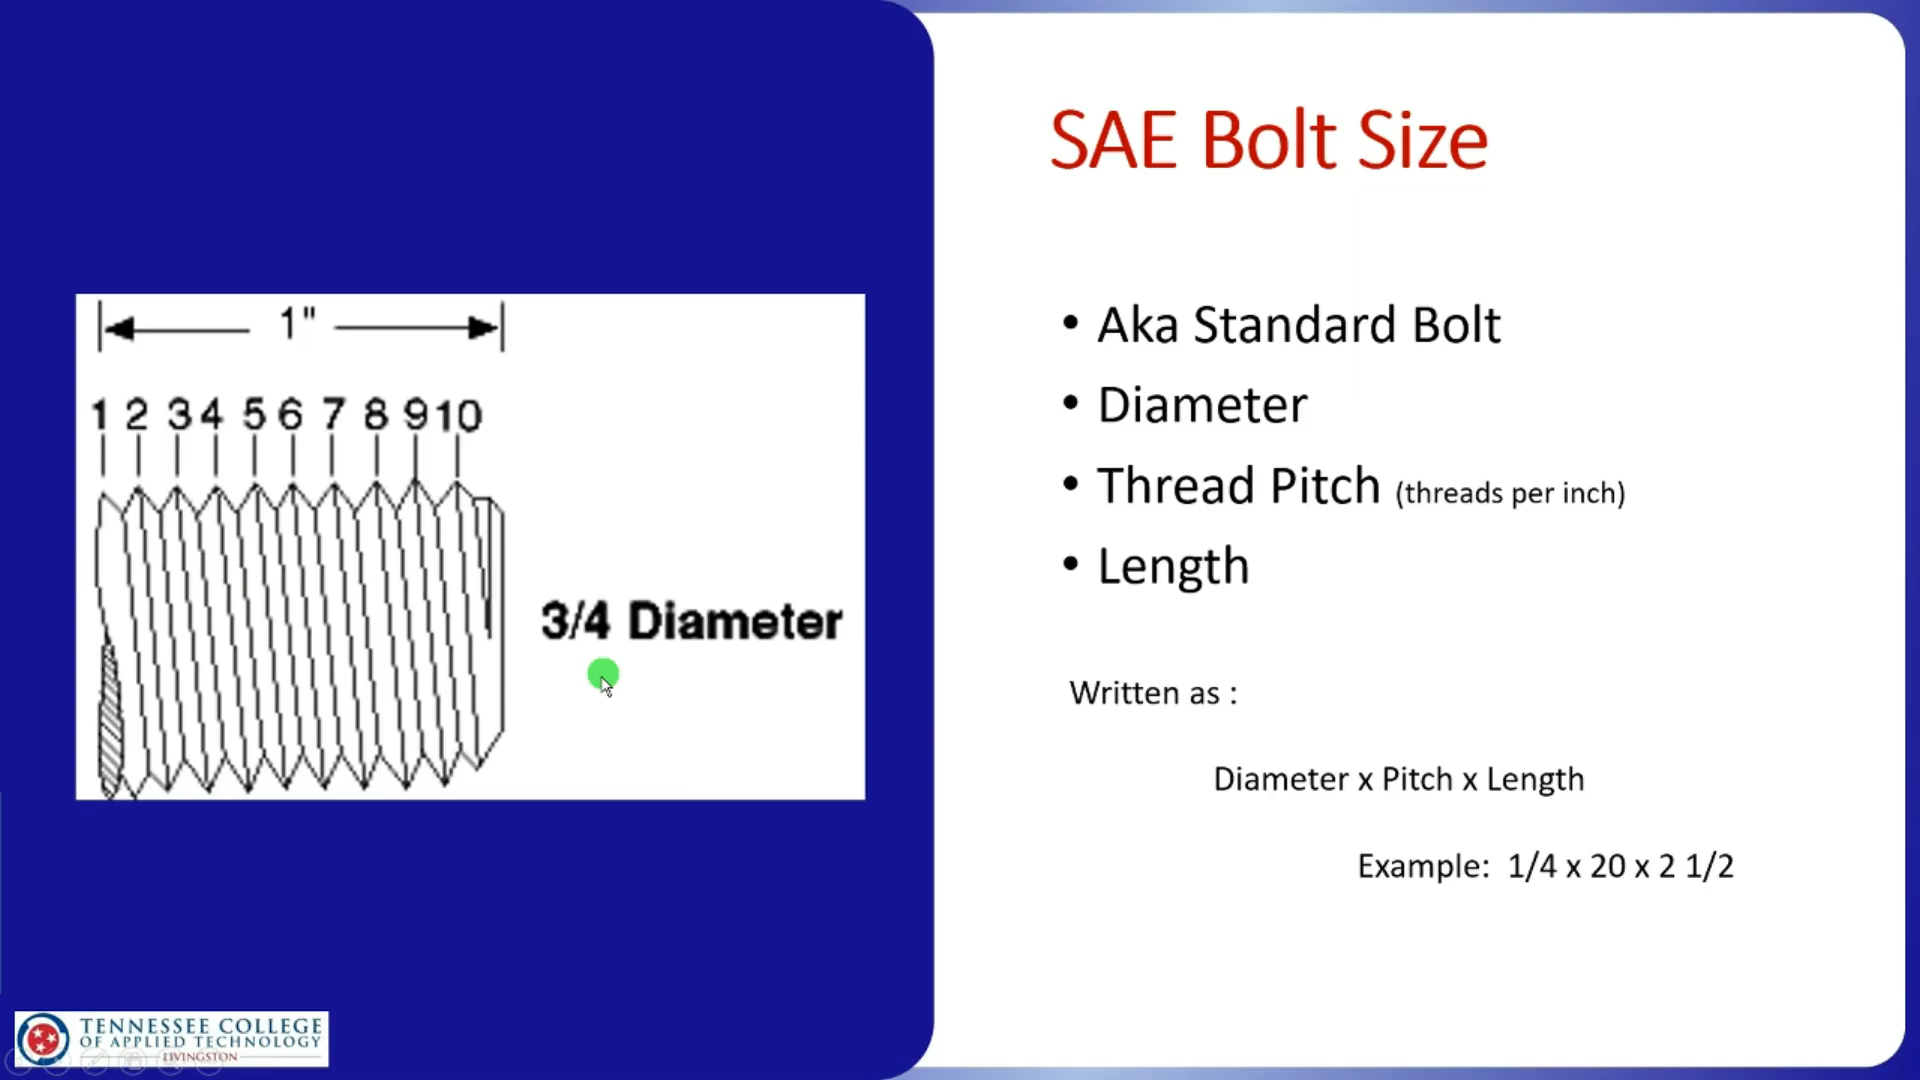 1"
1 2 3 4 5 6 7 8 9 10
3/4 Diameter
SAE Bolt Size
• Aka Standard Bolt
• Diameter
• Thread Pitch (threads per inch)
• Length
Written as :
Diameter x Pitch x Length
Example: 1/4 x 20 x 2 1/2
TENNESSEE COLLEGE
OF APPLIED TECHNOLOGY
LIVINGSTON